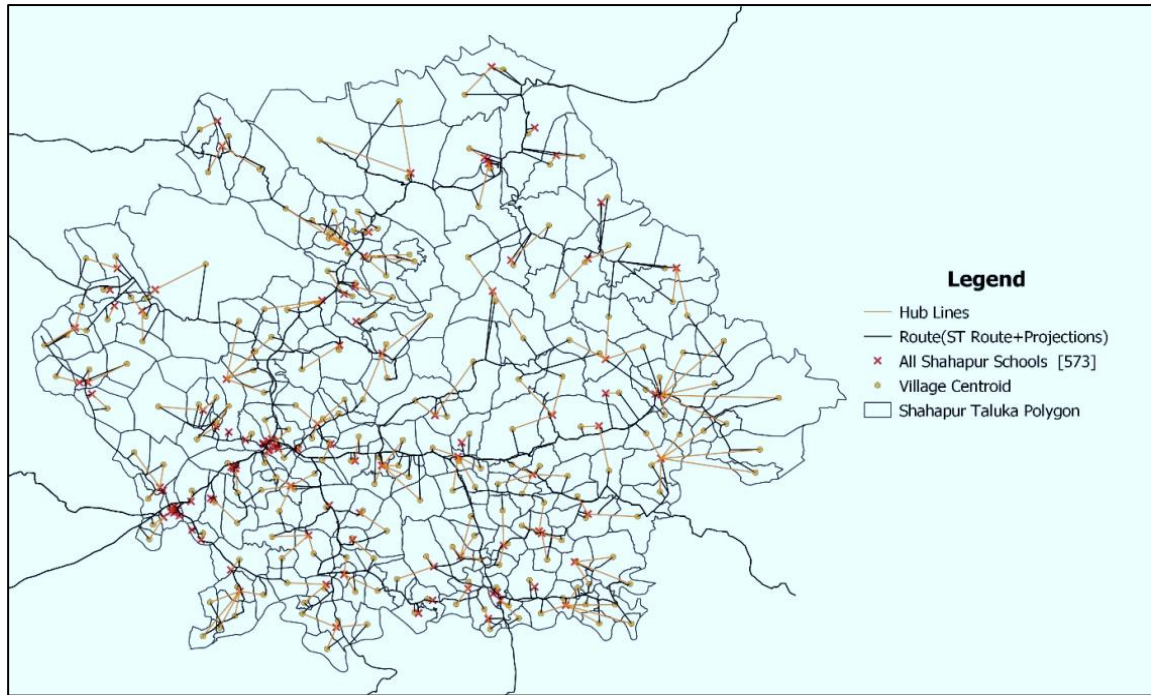 Legend
Hub Lines
Route(ST Route+Projections)
All Shahapur Schools [573]
Village Centroid
Shahapur Taluka Polygon